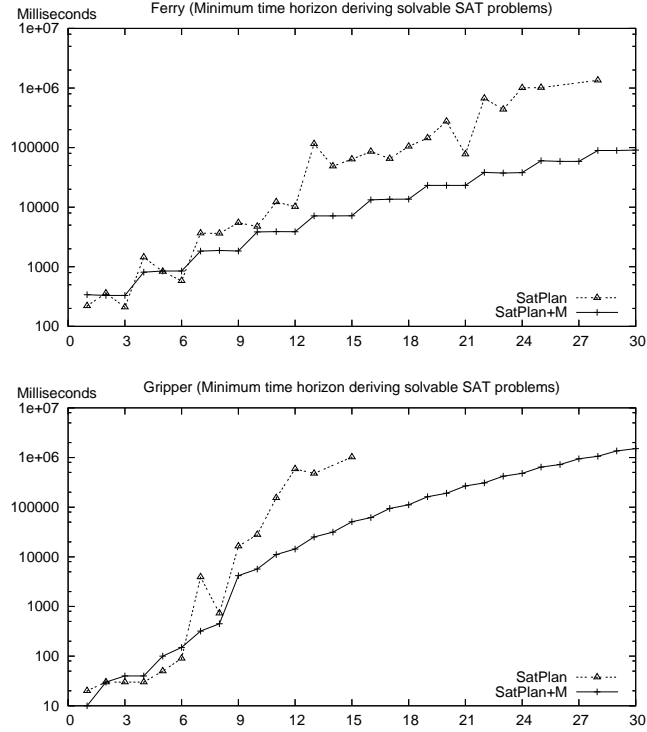 Ferry (Minimum time horizon deriving solvable SAT problems)
Milliseconds
1e+07
1e+06
100000
10000
1000
100
SatPlan
SatPlan+M
0 3 6 9 12 15 18 21 24 27 30
Gripper (Minimum time horizon deriving solvable SAT problems)
Milliseconds
1e+07
1e+06
100000
10000
1000
100
10
SatPlan
SatPlan+M
0 3 6 9 12 15 18 21 24 27 30